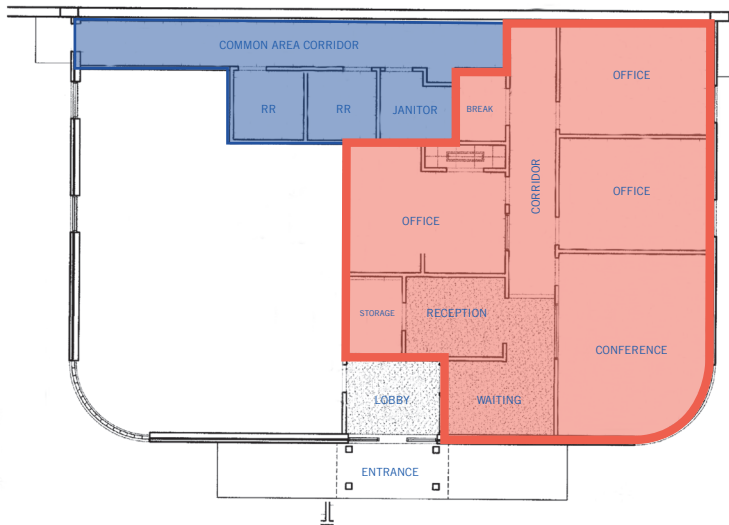 COMMON AREA CORRIDOR
OFFICE
RR
RR
JANITOR
BREAK
CORRIDOR
OFFICE
OFFICE
STORAGE
RECEPTION
CONFERENCE
LOBBY
WAITING
ENTRANCE